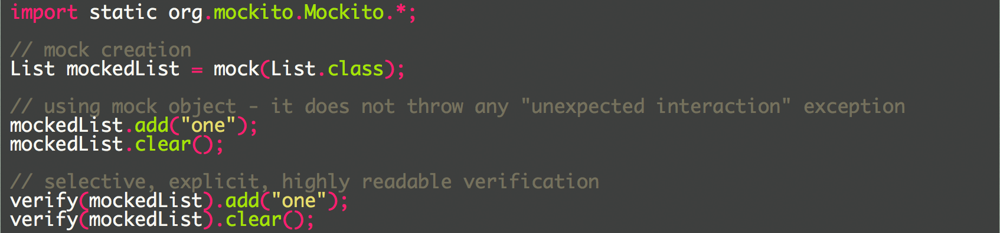 import static org.mockito.Mockito.*;
// mock creation
List mockedList = mock(List.class);
// using mock object - it does not throw any "unexpected interaction" exception
mockedList.add("one");
mockedList.clear();
// selective, explicit, highly readable verification
verify(mockedList).add("one");
verify(mockedList).clear();